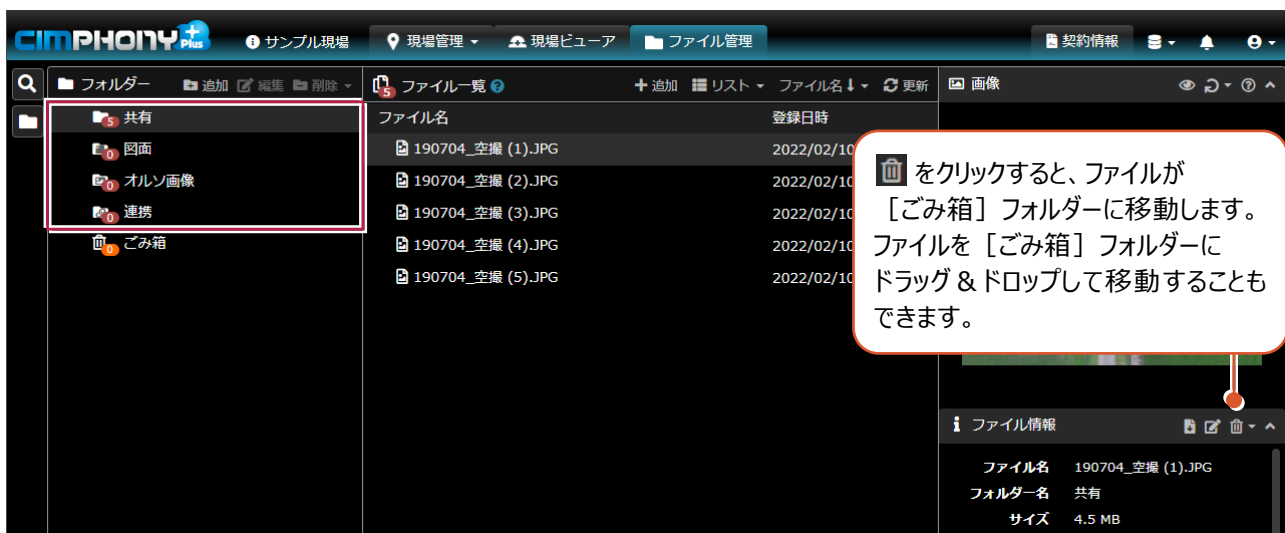 CIMPHONY Plus
サンプル現場
現場管理
現場ビューア
ファイル管理
契約情報
フォルダー
追加
編集
削除
5
ファイル一覧
追加
リスト
ファイル名
更新
画像
5
共有
0
図面
0
オルソ画像
0
連携
0
ごみ箱
ファイル名
登録日時
190704_空撮 (1).JPG
2022/02/10
190704_空撮 (2).JPG
2022/02/10
190704_空撮 (3).JPG
2022/02/10
190704_空撮 (4).JPG
2022/02/10
190704_空撮 (5).JPG
2022/02/10
をクリックすると、ファイルが
［ごみ箱］フォルダーに移動します。
ファイルを［ごみ箱］フォルダーに
ドラッグ＆ドロップして移動することも
できます。
ファイル情報
ファイル名 190704_空撮 (1).JPG
フォルダー名 共有
サイズ 4.5 MB